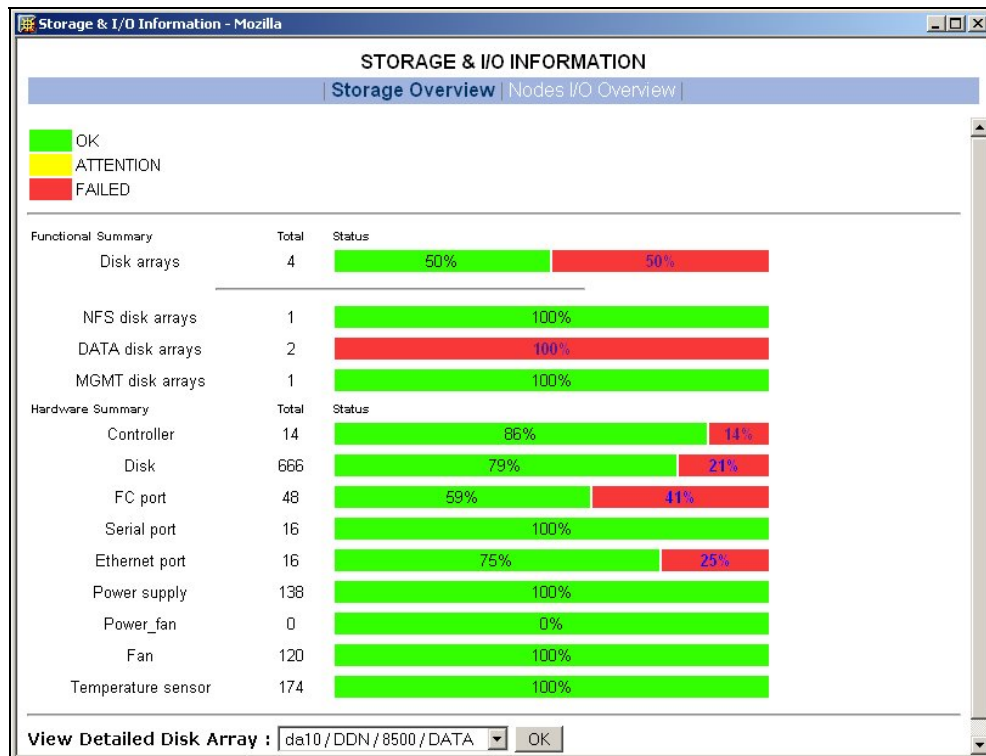 Storage & I/O Information - Mozilla
STORAGE & I/O INFORMATION
| Storage Overview | Nodes I/O Overview |
OK
ATTENTION
FAILED
Functional Summary Total Status
Disk arrays 4 50% 50%
NFS disk arrays 1 100%
DATA disk arrays 2 100%
MGMT disk arrays 1 100%
Hardware Summary Total Status
Controller 14 86% 14%
Disk 666 79% 21%
FC port 48 59% 41%
Serial port 16 100%
Ethernet port 16 75% 25%
Power supply 138 100%
Power_fan 0 0%
Fan 120 100%
Temperature sensor 174 100%
View Detailed Disk Array : da10 / DDN / 8500 / DATA OK